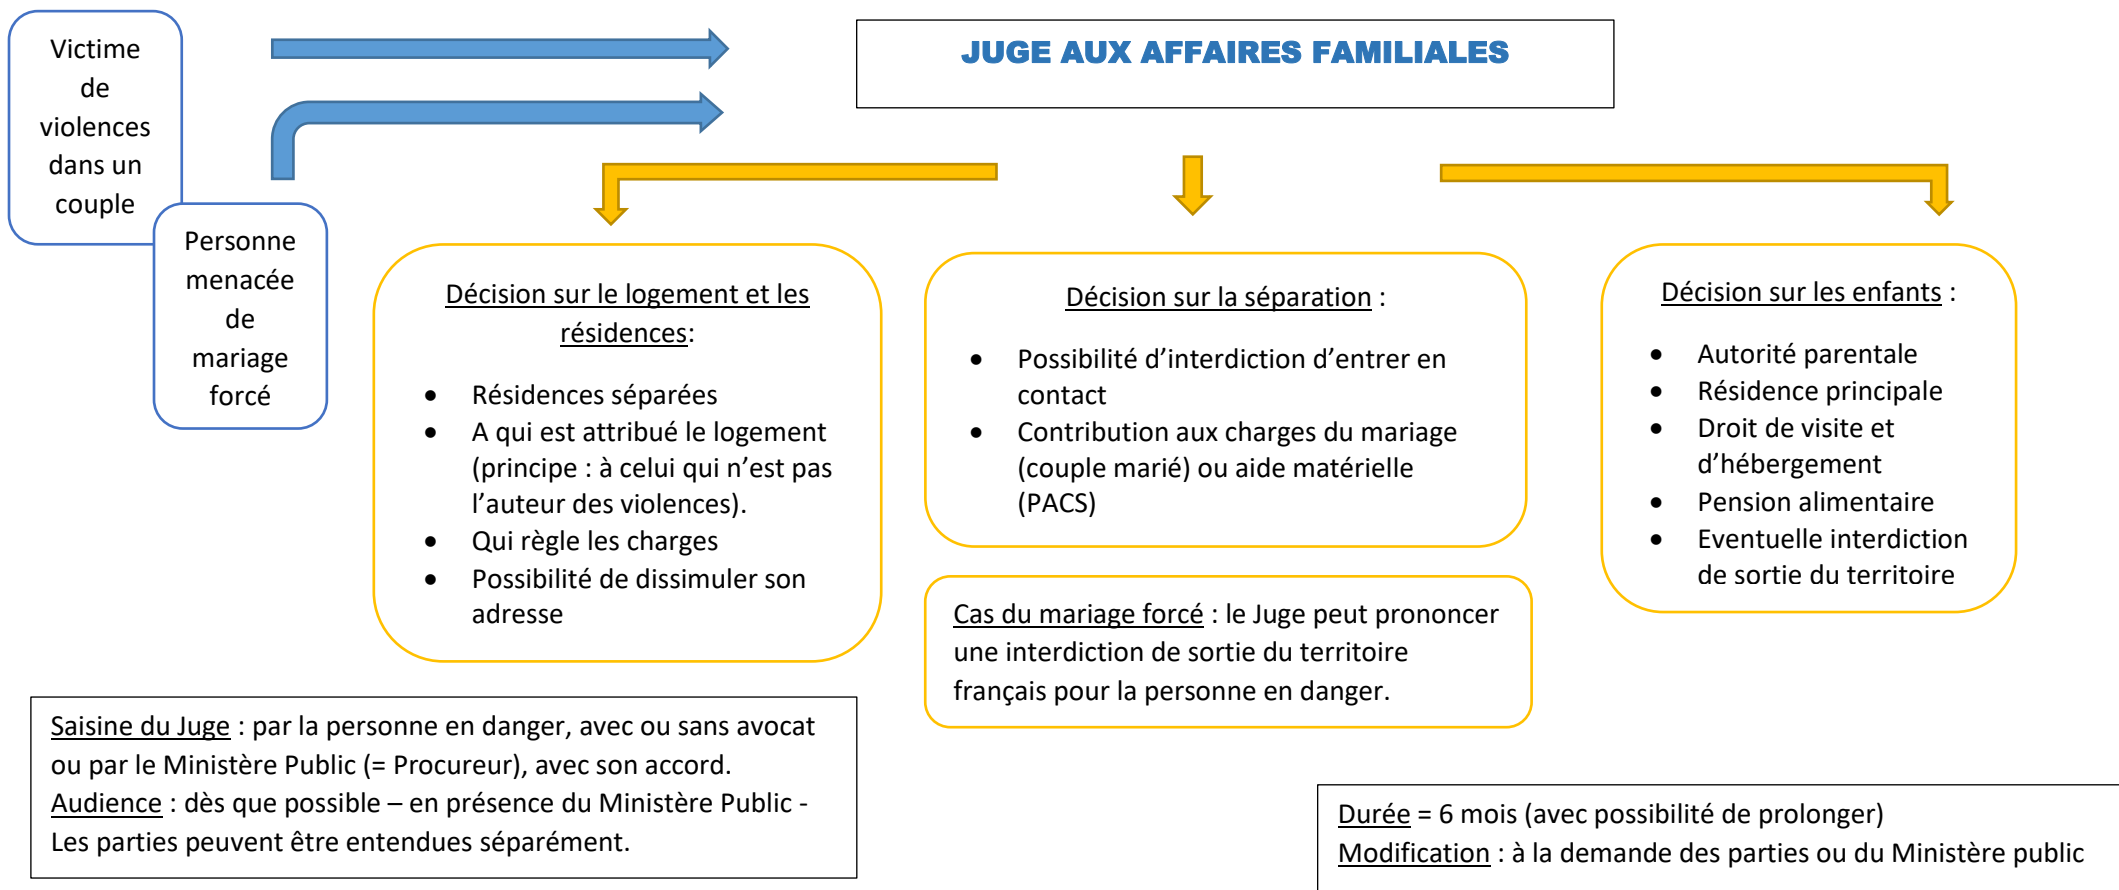 Victime
de
violences
dans un
couple
Personne
menacée
de
mariage
forcé
JUGE AUX AFFAIRES FAMILIALES
Décision sur le logement et les
résidences:
• Résidences séparées
• A qui est attribué le logement
(principe : à celui qui n’est pas
l’auteur des violences).
• Qui règle les charges
• Possibilité de dissimuler son
adresse
Décision sur la séparation :
• Possibilité d’interdiction d’entrer en
contact
• Contribution aux charges du mariage
(couple marié) ou aide matérielle
(PACS)
Cas du mariage forcé : le Juge peut prononcer
une interdiction de sortie du territoire
français pour la personne en danger.
Décision sur les enfants :
• Autorité parentale
• Résidence principale
• Droit de visite et
d’hébergement
• Pension alimentaire
• Eventuelle interdiction
de sortie du territoire
Saisine du Juge : par la personne en danger, avec ou sans avocat
ou par le Ministère Public (= Procureur), avec son accord.
Audience : dès que possible – en présence du Ministère Public -
Les parties peuvent être entendues séparément.
Durée = 6 mois (avec possibilité de prolonger)
Modification : à la demande des parties ou du Ministère public